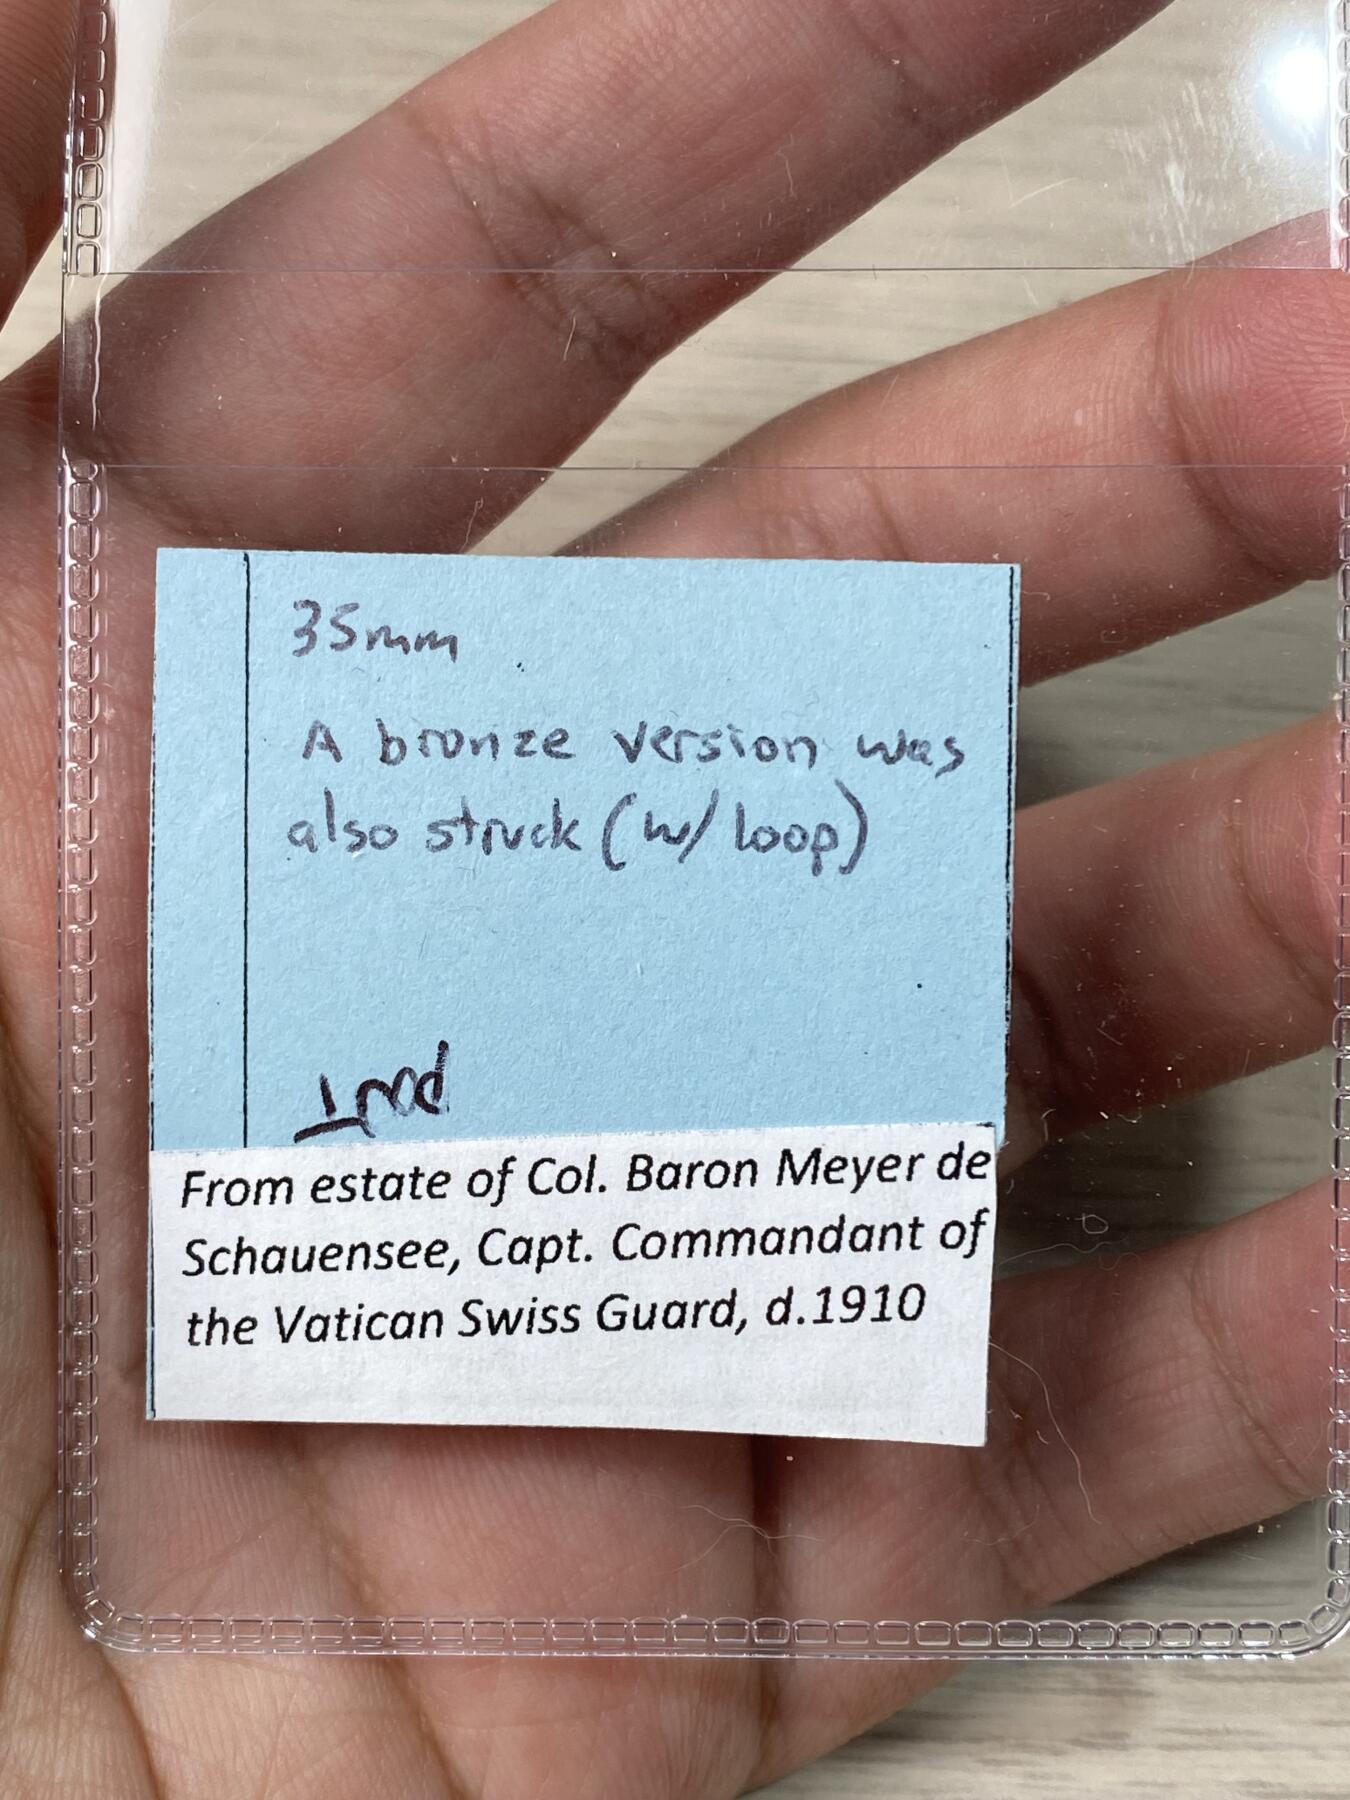 35mm
A bronze version was
also struck (w/ loop)
From estate of Col. Baron Meyer de
Schauensee, Capt. Commandant of
the Vatican Swiss Guard, d.1910